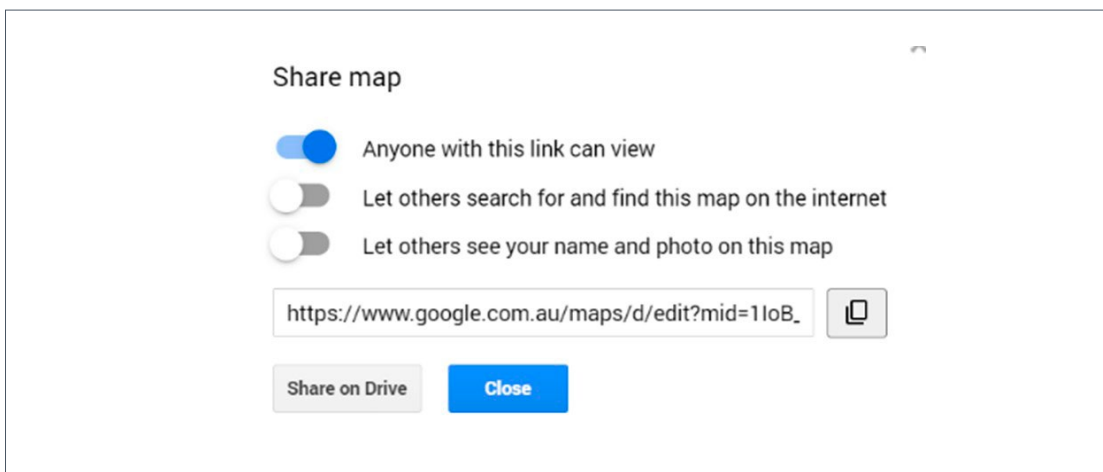 Share map
Anyone with this link can view
Let others search for and find this map on the internet
Let others see your name and photo on this map
https://www.google.com.au/maps/d/edit?mid=1IoB_
Share on Drive
Close